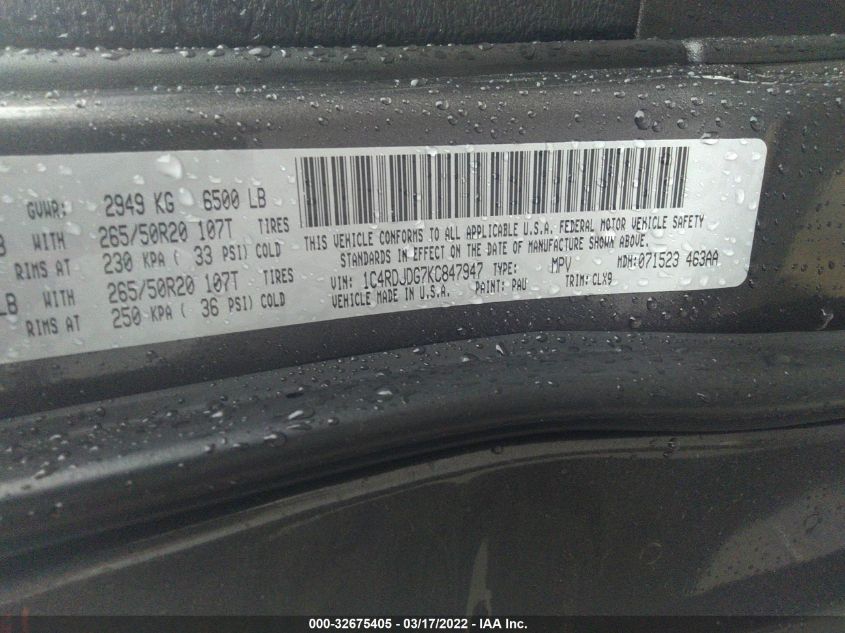 GVWR: 2949 KG 6500 LB
WITH 265/50R20 107T TIRES
RIMS AT 230 KPA ( 33 PSI) COLD
LB WITH 265/50R20 107T TIRES
RIMS AT 250 KPA ( 36 PSI) COLD
THIS VEHICLE CONFORMS TO ALL APPLICABLE U.S.A. FEDERAL MOTOR VEHICLE SAFETY
STANDARDS IN EFFECT ON THE DATE OF MANUFACTURE SHOWN ABOVE.
VIN: 1C4RDJDG7KC847947 TYPE: MPV MDH: 071523 463AA
VEHICLE MADE IN U.S.A. PAINT: PAU TRIM: CLX9
000-32675405 — 03/17/2022 — IAA Inc.